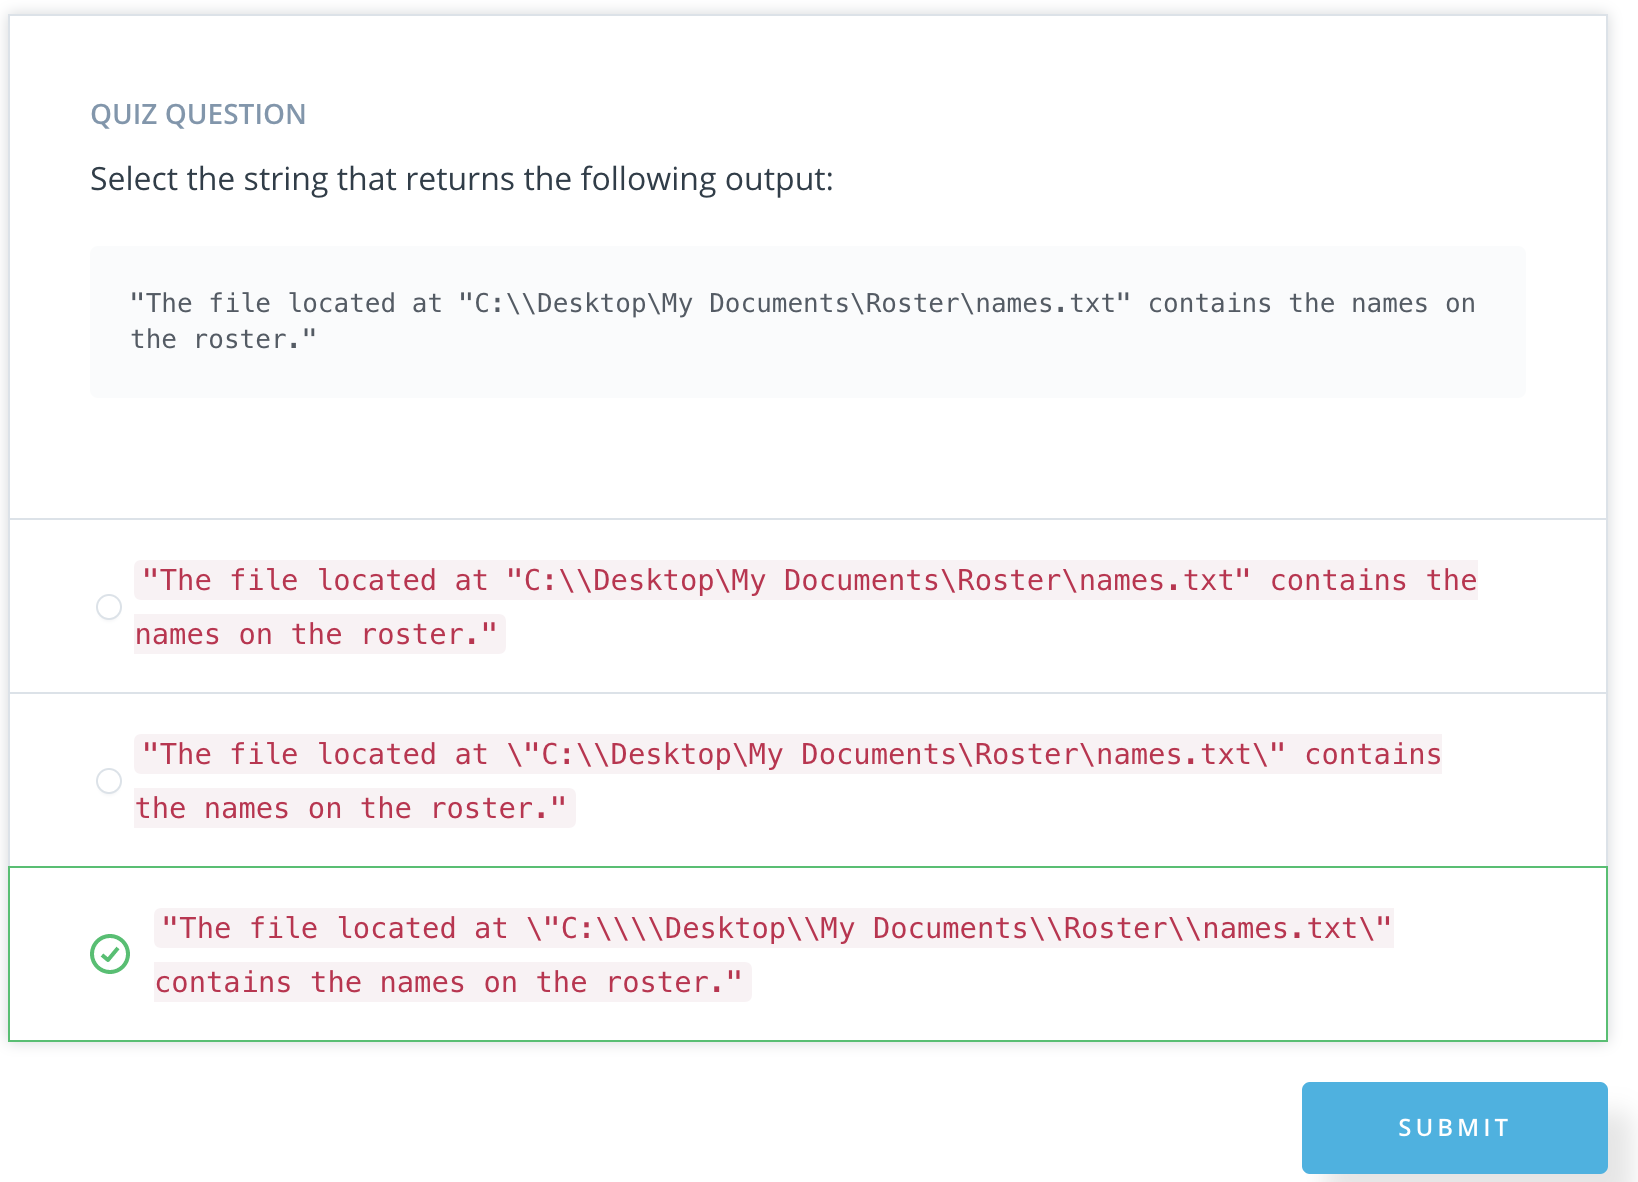 QUIZ QUESTION
Select the string that returns the following output:
"The file located at "C:\\Desktop\My Documents\Roster\names.txt" contains the names on
the roster."
"The file located at "C:\\Desktop\My Documents\Roster\names.txt" contains the
names on the roster."
"The file located at \"C:\\Desktop\My Documents\Roster\names.txt\" contains
the names on the roster."
"The file located at \"C:\\\\Desktop\\My Documents\\Roster\\names.txt\"
contains the names on the roster."
SUBMIT